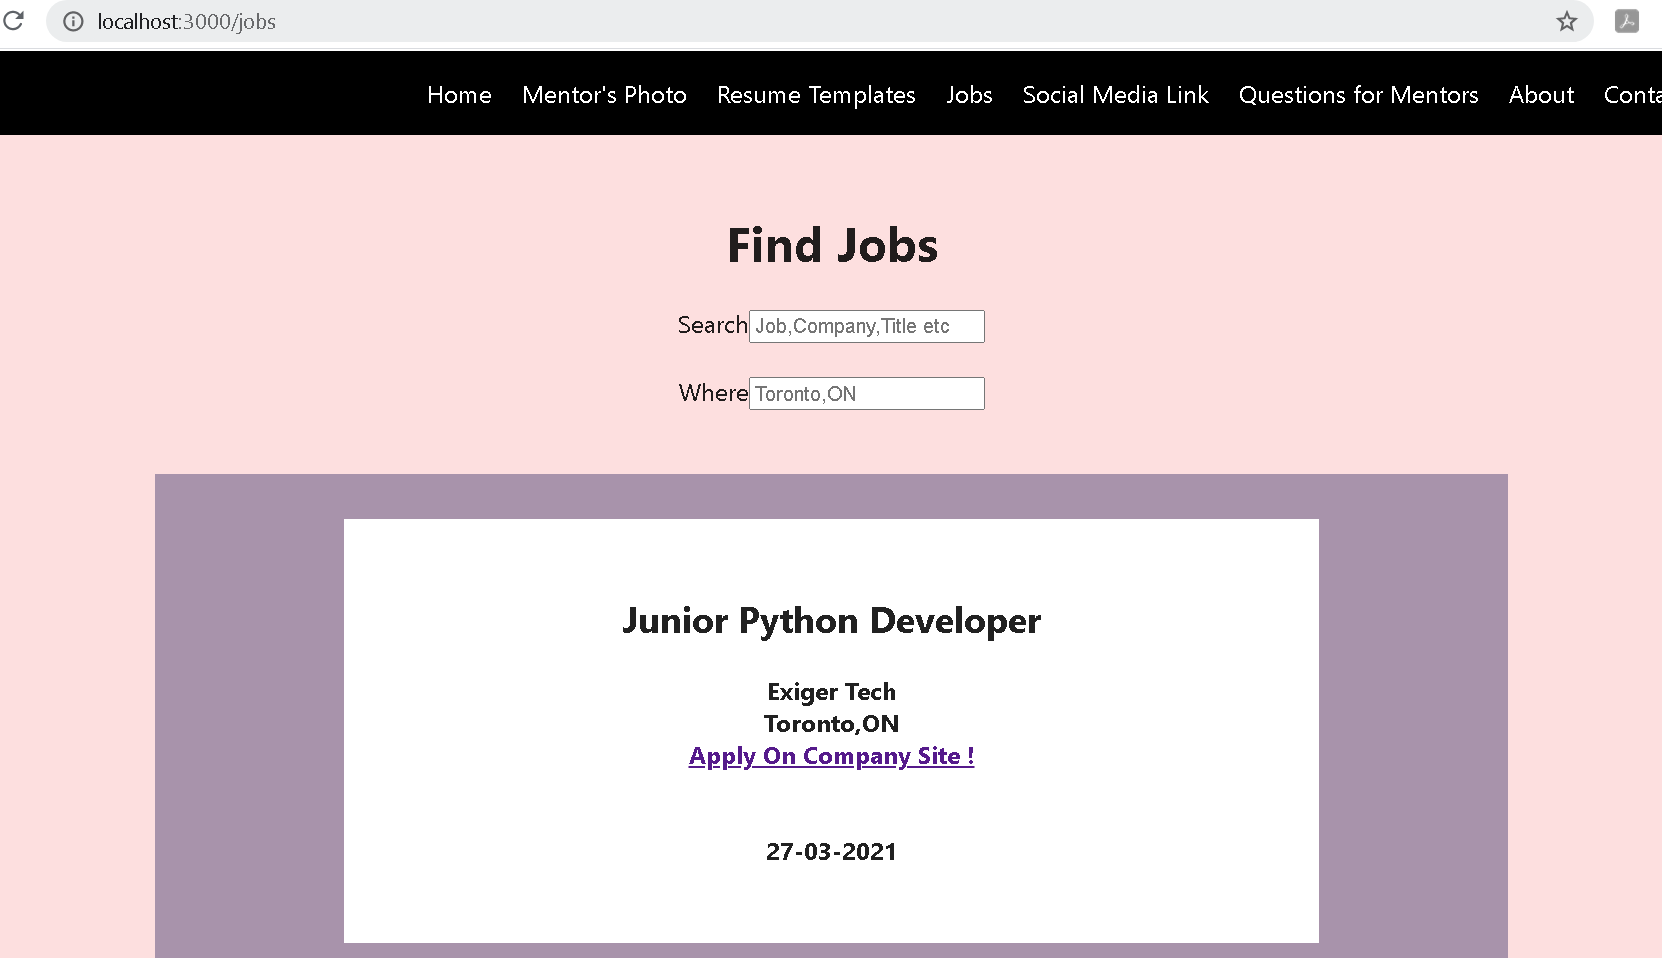 localhost:3000/jobs
Home Mentor's Photo Resume Templates Jobs Social Media Link Questions for Mentors About Conta
Find Jobs
Search Job,Company,Title etc
Where Toronto,ON
Junior Python Developer
Exiger Tech
Toronto,ON
Apply On Company Site !
27-03-2021